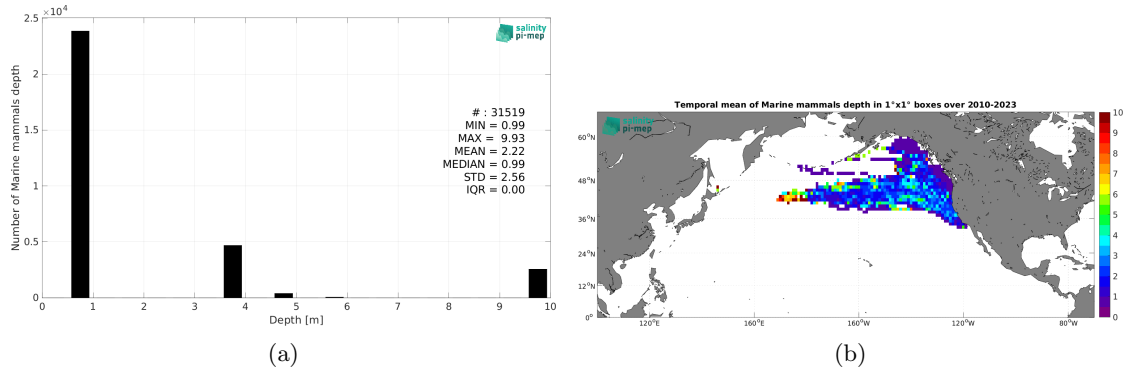 ×10⁴
2.5
2
1.5
1
0.5
0
0 1 2 3 4 5 6 7 8 9 10
Number of Marine mammals depth
Depth [m]
salinity
pi-mep
# : 31519
MIN = 0.99
MAX = 9.93
MEAN = 2.22
MEDIAN = 0.99
STD = 2.56
IQR = 0.00
(a)
Temporal mean of Marine mammals depth in 1°x1° boxes over 2010-2023
salinity
pi-mep
60°N
48°N
36°N
24°N
12°N
0°
120°E 160°E 160°W 120°W 80°W
10
9
8
7
6
5
4
3
2
1
0
(b)